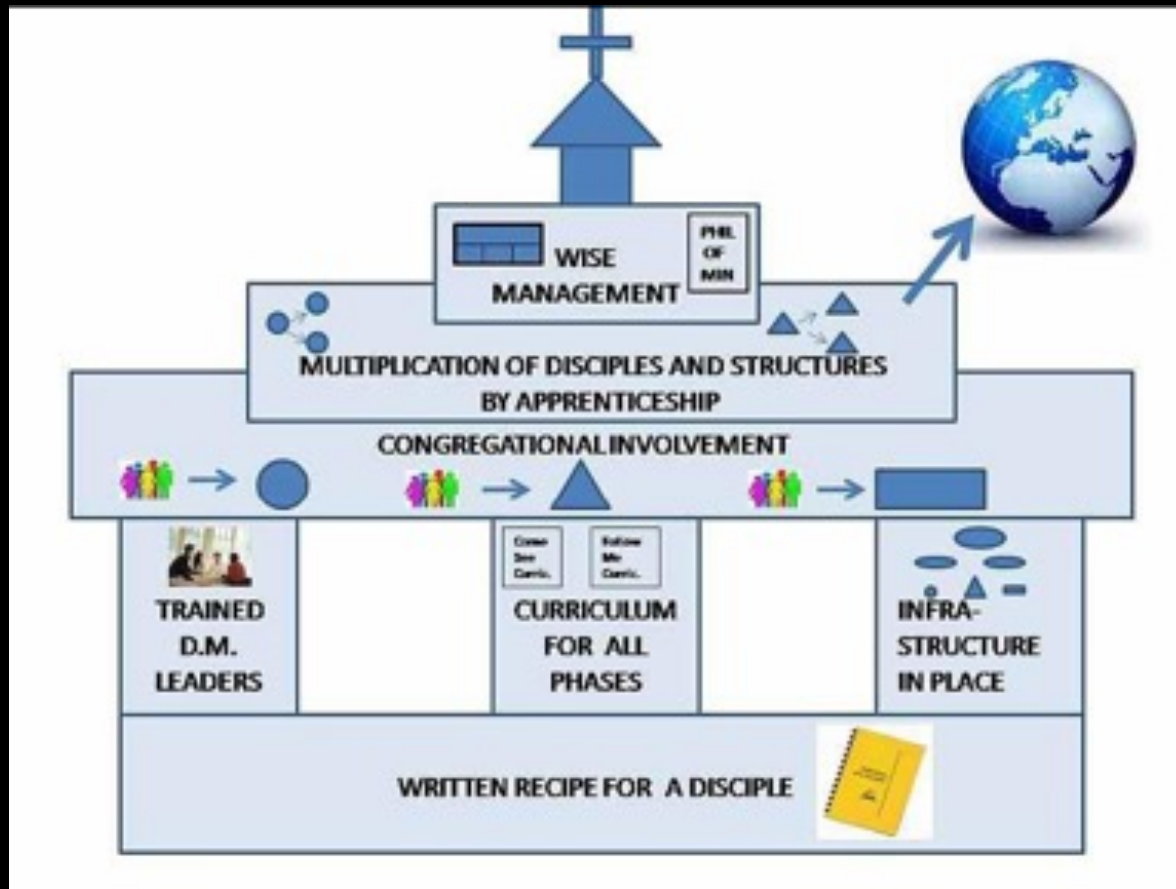 PHIL.
OF
MIN
WISE
MANAGEMENT
MULTIPLICATION OF DISCIPLES AND STRUCTURES
BY APPRENTICESHIP
CONGREGATIONAL INVOLVEMENT
Come
See
Curric.
Follow
Me
Curric.
TRAINED
D.M.
LEADERS
CURRICULUM
FOR ALL
PHASES
INFRA-
STRUCTURE
IN PLACE
WRITTEN RECIPE FOR A DISCIPLE